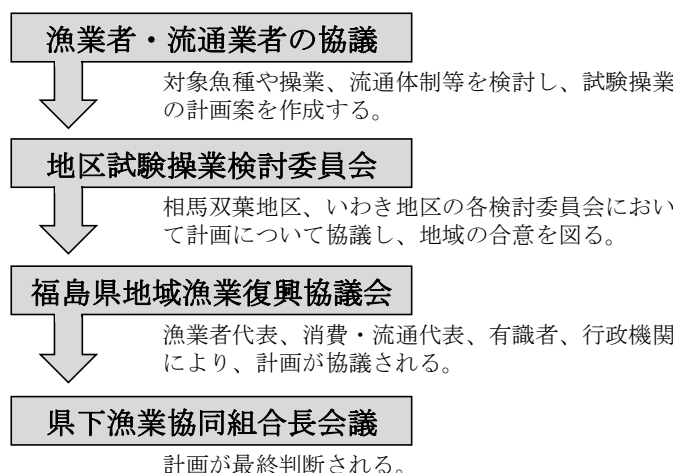 漁業者・流通業者の協議
対象魚種や操業、流通体制等を検討し、試験操業
の計画案を作成する。
地区試験操業検討委員会
相馬双葉地区、いわき地区の各検討委員会におい
て計画について協議し、地域の合意を図る。
福島県地域漁業復興協議会
漁業者代表、消費・流通代表、有識者、行政機関
により、計画が協議される。
県下漁業協同組合長会議
計画が最終判断される。